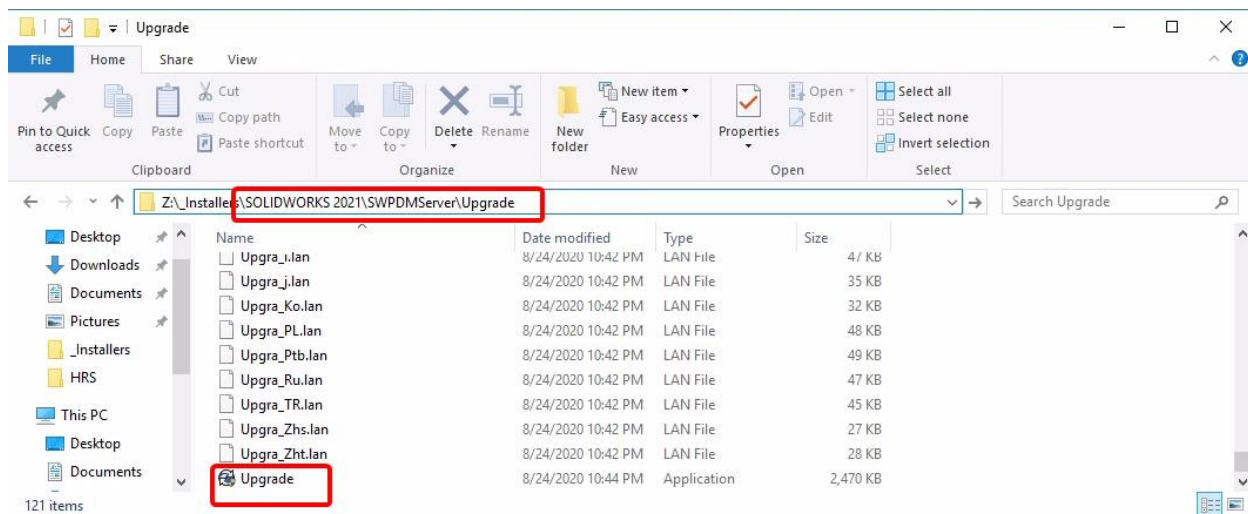 Upgrade
File Home Share View
Pin to Quick access
Copy
Paste
Cut
Copy path
Paste shortcut
Clipboard
Move to
Copy to
Delete
Rename
Organize
New folder
New item
Easy access
New
Properties
Open
Edit
Open
Select all
Select none
Invert selection
Select
Z:\_Installers\SOLIDWORKS 2021\SWPDMServer\Upgrade
Search Upgrade
Desktop
Downloads
Documents
Pictures
_Installers
HRS
This PC
Desktop
Documents
Name Date modified Type Size
Upgra_i.lan 8/24/2020 10:42 PM LAN File 47 KB
Upgra_j.lan 8/24/2020 10:42 PM LAN File 35 KB
Upgra_Ko.lan 8/24/2020 10:42 PM LAN File 32 KB
Upgra_PL.lan 8/24/2020 10:42 PM LAN File 48 KB
Upgra_Ptb.lan 8/24/2020 10:42 PM LAN File 49 KB
Upgra_Ru.lan 8/24/2020 10:42 PM LAN File 47 KB
Upgra_TR.lan 8/24/2020 10:42 PM LAN File 45 KB
Upgra_Zhs.lan 8/24/2020 10:42 PM LAN File 27 KB
Upgra_Zht.lan 8/24/2020 10:42 PM LAN File 28 KB
Upgrade 8/24/2020 10:44 PM Application 2,470 KB
121 items